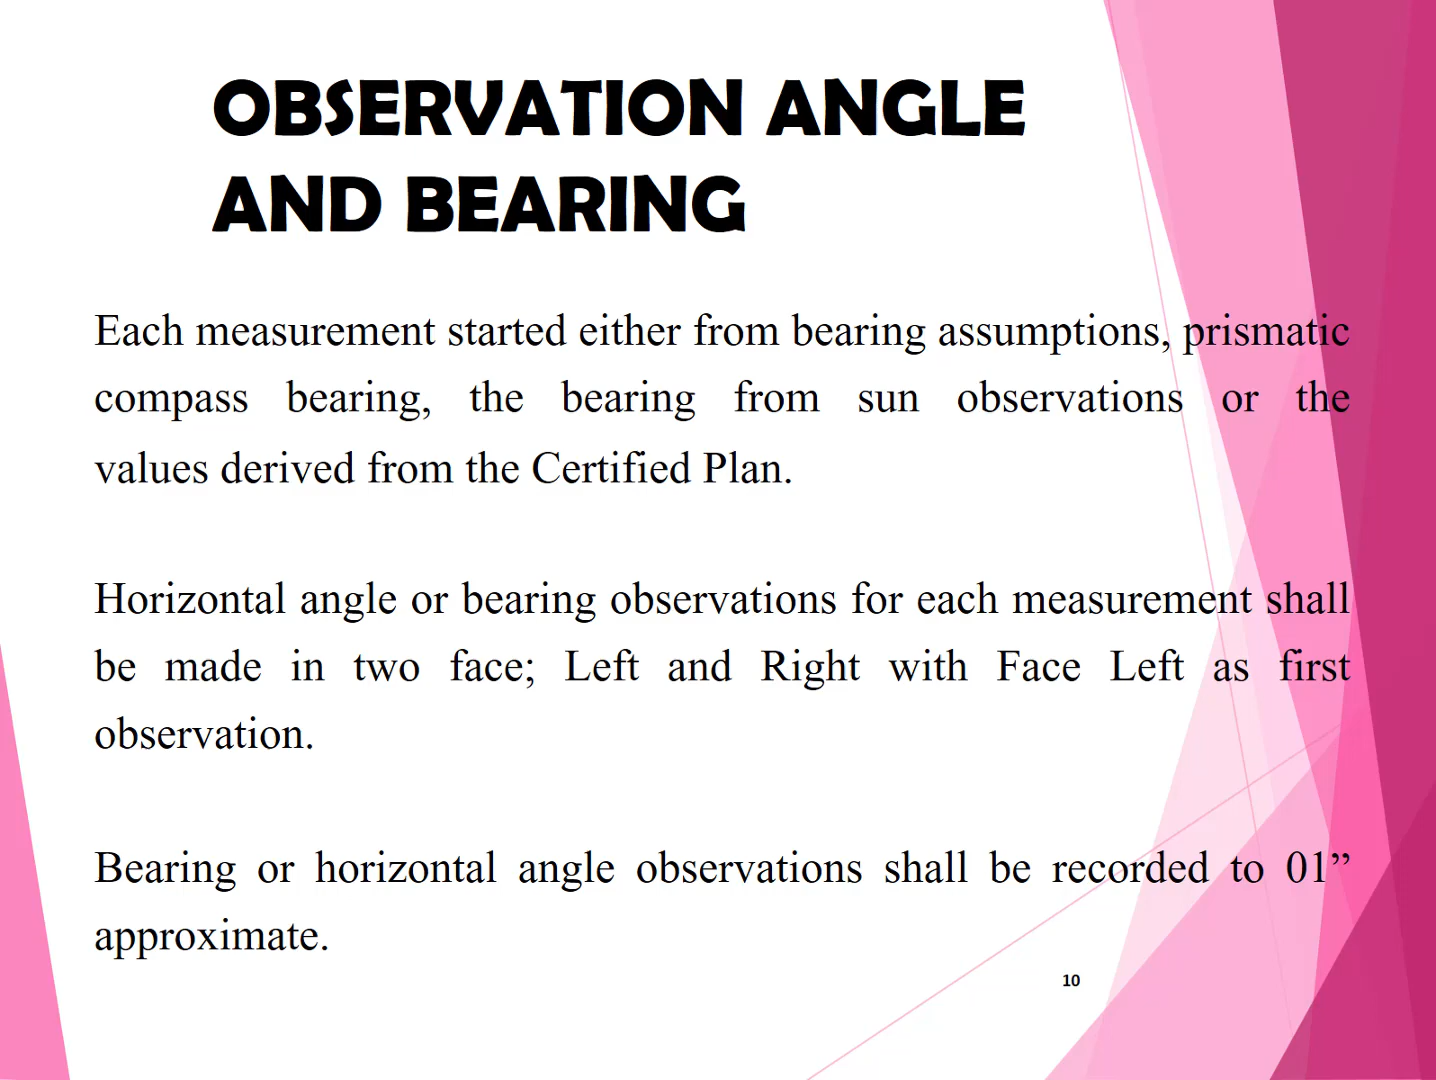 OBSERVATION ANGLE
AND BEARING
Each measurement started either from bearing assumptions, prismatic
compass bearing, the bearing from sun observations or the
values derived from the Certified Plan.
Horizontal angle or bearing observations for each measurement shall
be made in two face; Left and Right with Face Left as first
observation.
Bearing or horizontal angle observations shall be recorded to 01”
approximate.
10